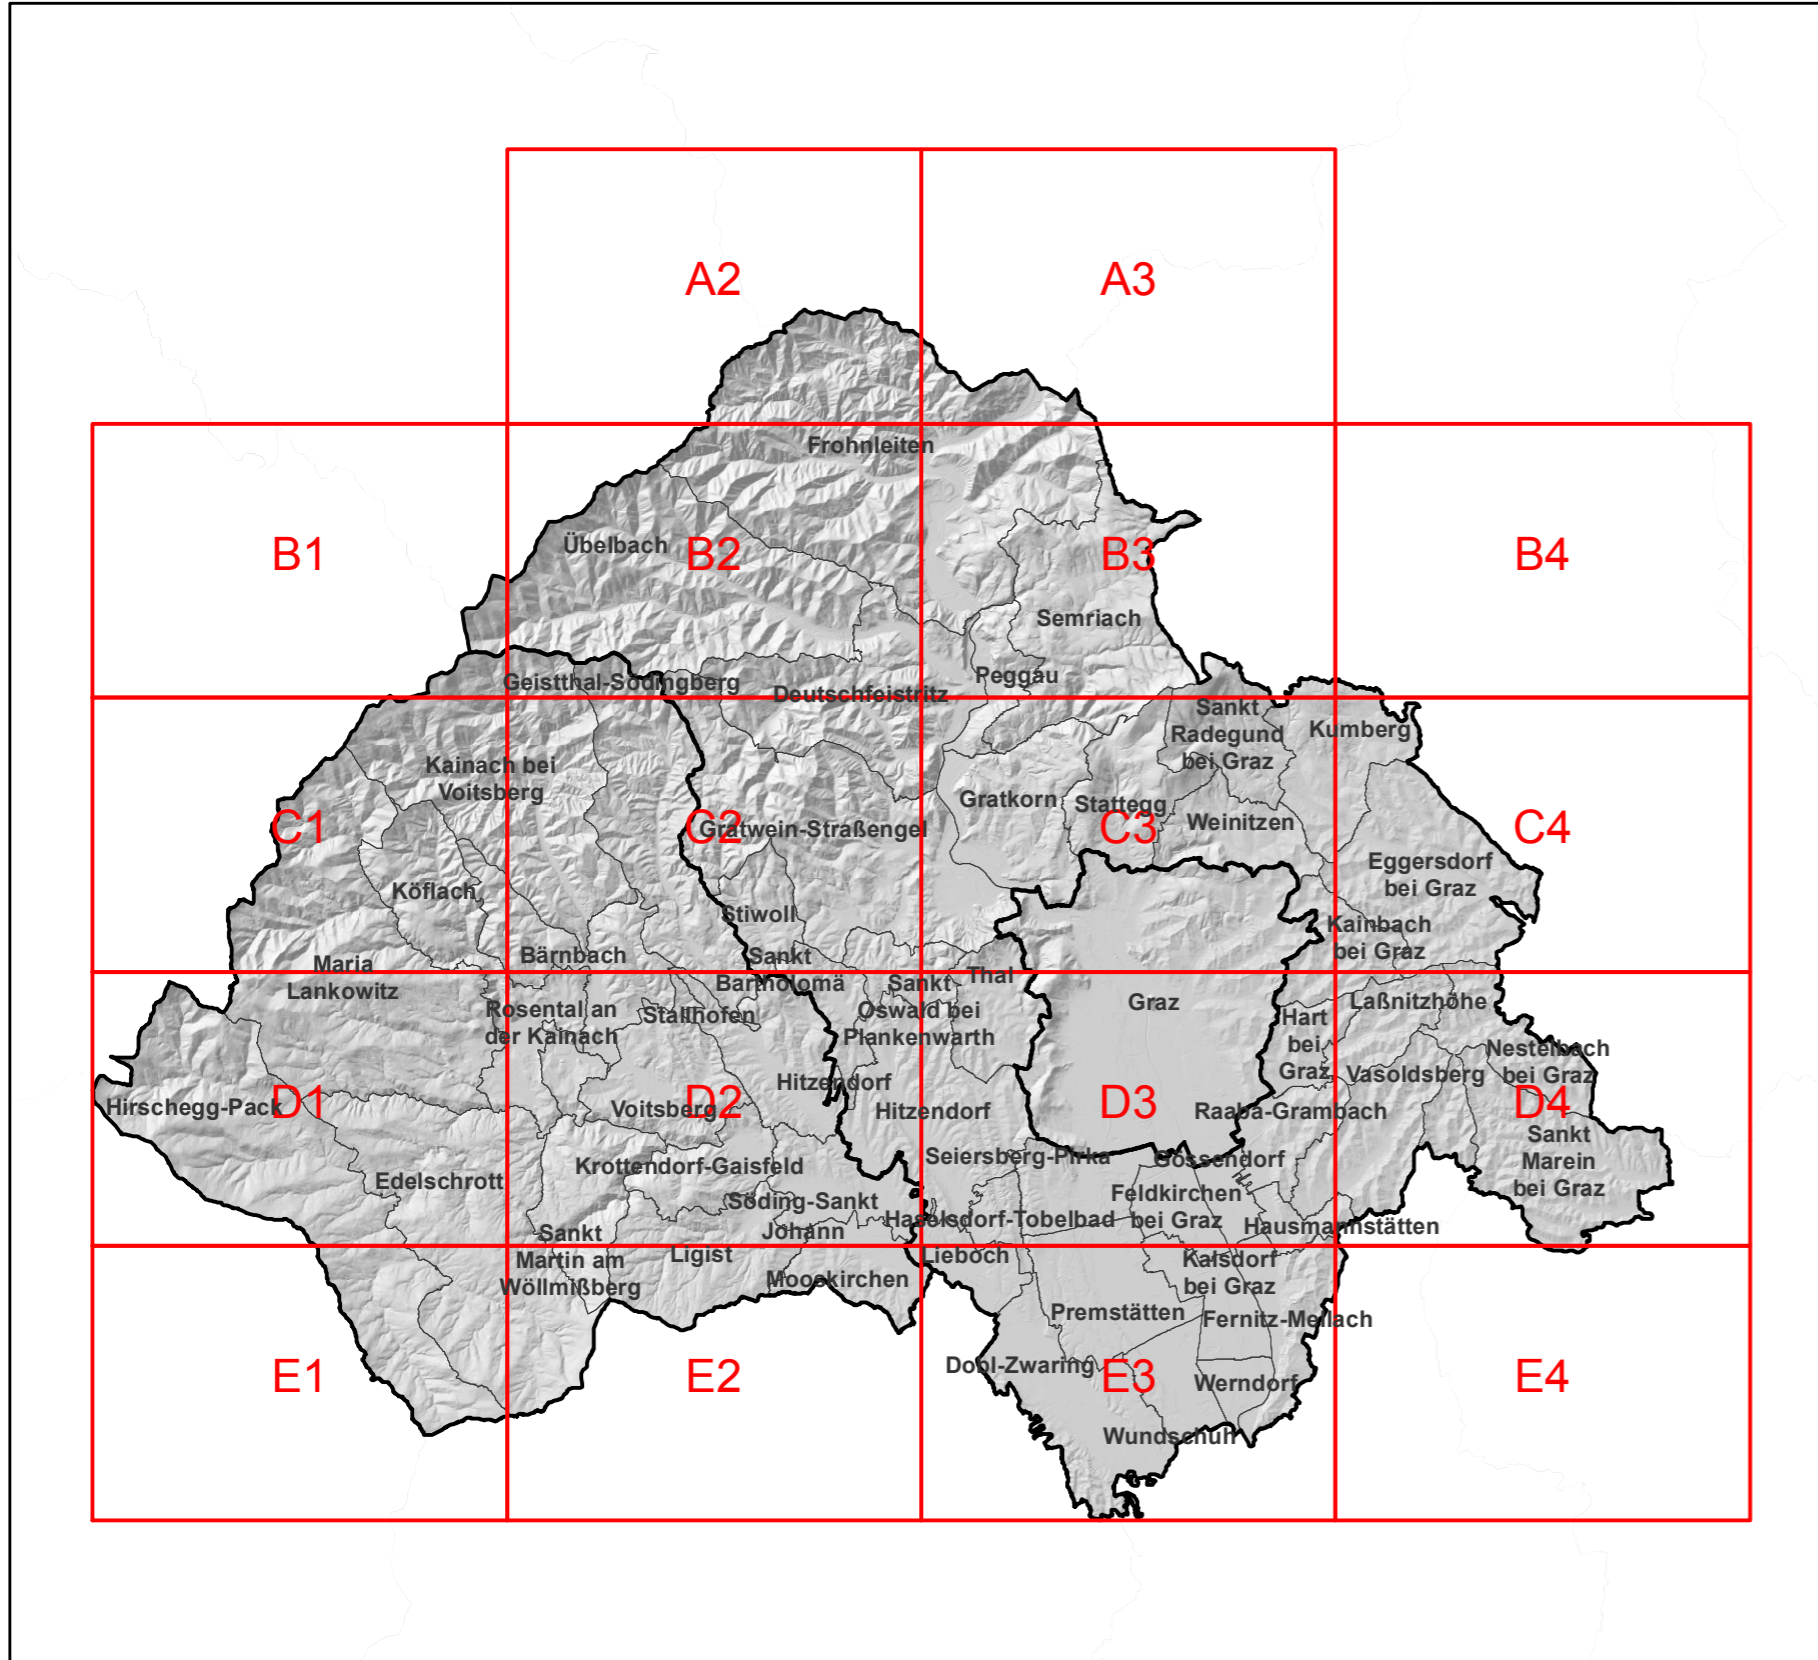 A2
A3
Frohnleiten
B1
Übelbach
B2
B3
B4
Semriach
Peggau
Geistthal-Södingberg
Deutschfeistritz
Sankt
Radegund
bei Graz
Kumberg
Kainach bei
Voitsberg
Gratkorn
Stattegg
Weinitzen
C1
C2
Gratwein-Straßengel
C3
C4
Eggersdorf
bei Graz
Köflach
Stiwoll
Kainbach
bei Graz
Bärnbach
Sankt
Bartholomä
Maria
Lankowitz
Thal
Sankt
Oswald bei
Plankenwarth
Graz
Laßnitzhöhe
Rosental an
der Kainach
Stallhofen
Hart
bei
Graz
Nestelbach
bei Graz
Vasoldsberg
Hitzendorf
Hirschegg-Pack
D1
Voitsberg
D2
Hitzendorf
D3
Raaba-Grambach
D4
Sankt
Marein
bei Graz
Seiersberg-Pirka
Gössendorf
Krottendorf-Gaisfeld
Edelschrott
Söding-Sankt
Johann
Feldkirchen
bei Graz
Haselsdorf-Tobelbad
Hausmannstätten
Sankt
Martin am
Wöllmißberg
Ligist
Lieboch
Kalsdorf
bei Graz
Mooskirchen
Premstätten
Fernitz-Mellach
Dobl-Zwaring
E1
E2
E3
Werndorf
E4
Wundschuh